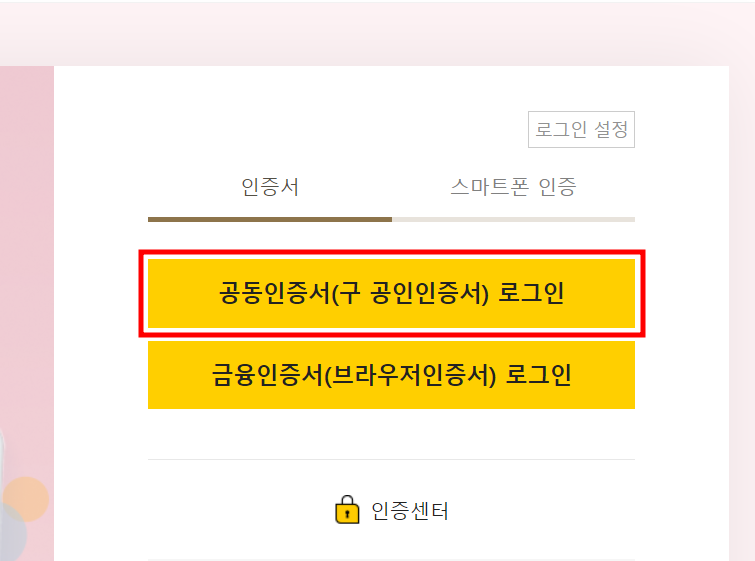 로그인 설정
인증서
스마트폰 인증
공동인증서(구 공인인증서) 로그인
금융인증서(브라우저인증서) 로그인
인증센터